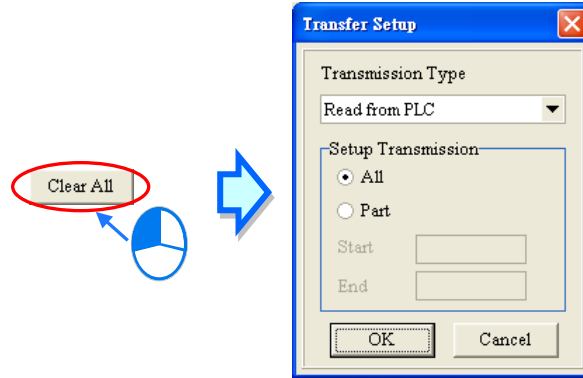 Clear All
Transfer Setup
Transmission Type
Read from PLC
Setup Transmission
All
Part
Start
End
OK
Cancel